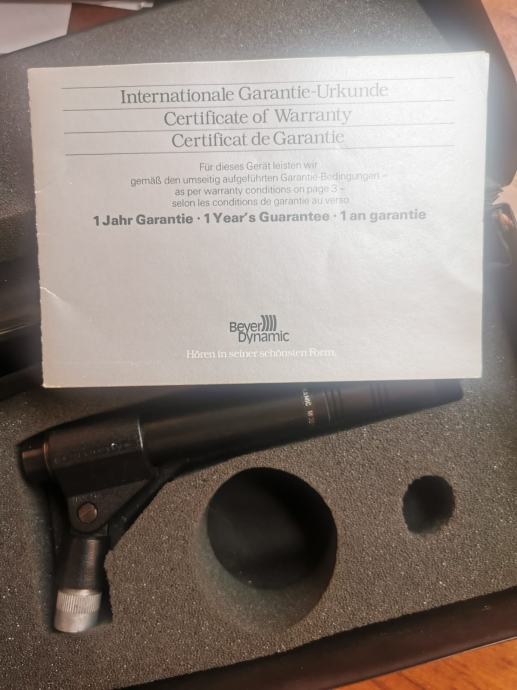 Internationale Garantie-Urkunde
Certificate of Warranty
Certificat de Garantie
Für dieses Gerät leisten wir
gemäß den umseitig aufgeführten Garantie-Bedingungen –
as per warranty conditions on page 3 –
selon les conditions de garantie au verso
1 Jahr Garantie · 1 Year's Guarantee · 1 an garantie
Beyer
Dynamic
Hören in seiner schönsten Form.